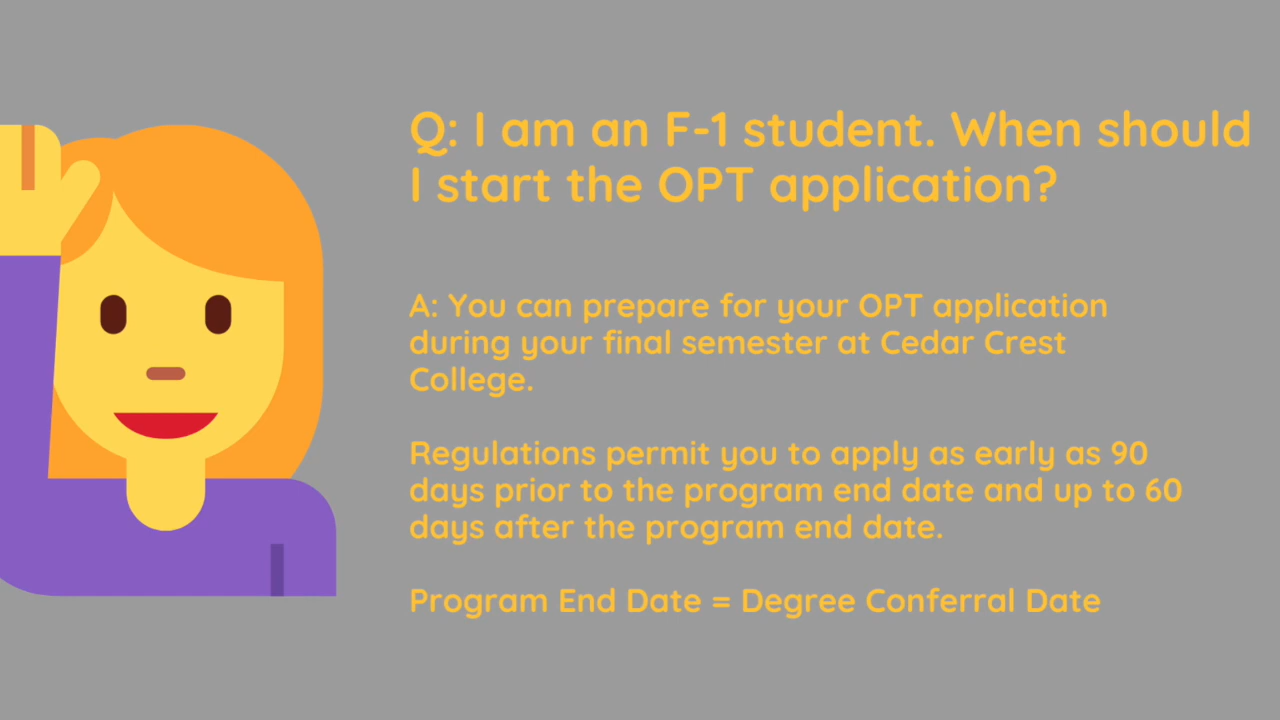 Q: I am an F-1 student. When should
I start the OPT application?
A: You can prepare for your OPT application
during your final semester at Cedar Crest
College.
Regulations permit you to apply as early as 90
days prior to the program end date and up to 60
days after the program end date.
Program End Date = Degree Conferral Date